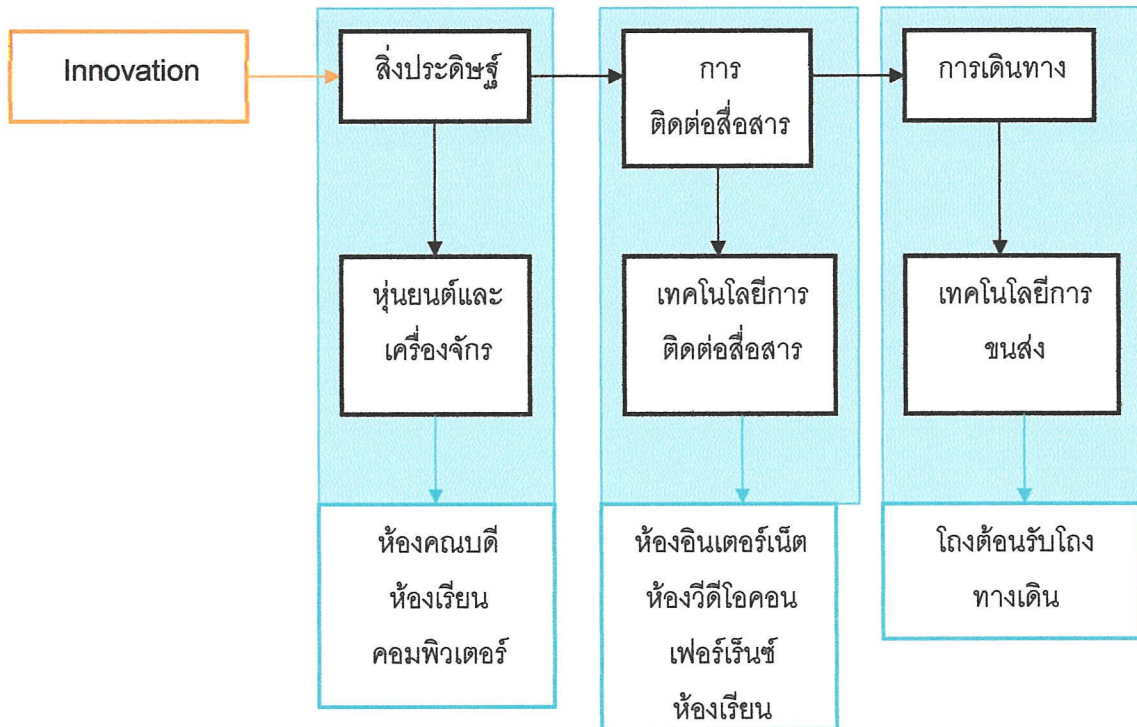 Innovation
สิ่งประดิษฐ์
การ
ติดต่อสื่อสาร
การเดินทาง
หุ่นยนต์และ
เครื่องจักร
เทคโนโลยีการ
ติดต่อสื่อสาร
เทคโนโลยีการ
ขนส่ง
ห้องคณบดี
ห้องเรียน
คอมพิวเตอร์
ห้องอินเตอร์เน็ต
ห้องวีดีโอคอน
เฟอร์เร็นซ์
ห้องเรียน
โถงต้อนรับโถง
ทางเดิน